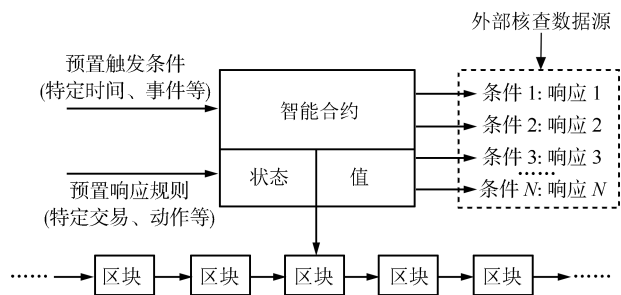 外部核查数据源
预置触发条件
(特定时间、事件等)
智能合约
条件 1: 响应 1
条件 2: 响应 2
条件 3: 响应 3
……
条件 N: 响应 N
状态
值
预置响应规则
(特定交易、动作等)
…… 区块 区块 区块 区块 区块 ……